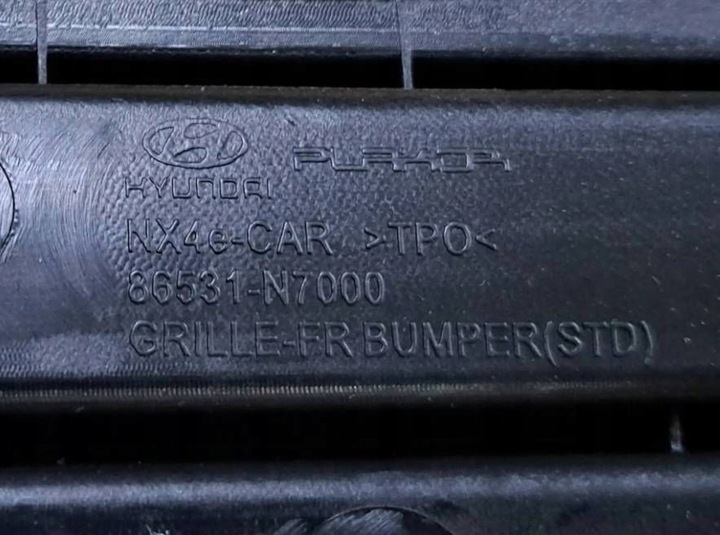 HYUNDAI PLAKOR
NX4e-CAR >TPO<
86531-N7000
GRILLE-FR BUMPER(STD)